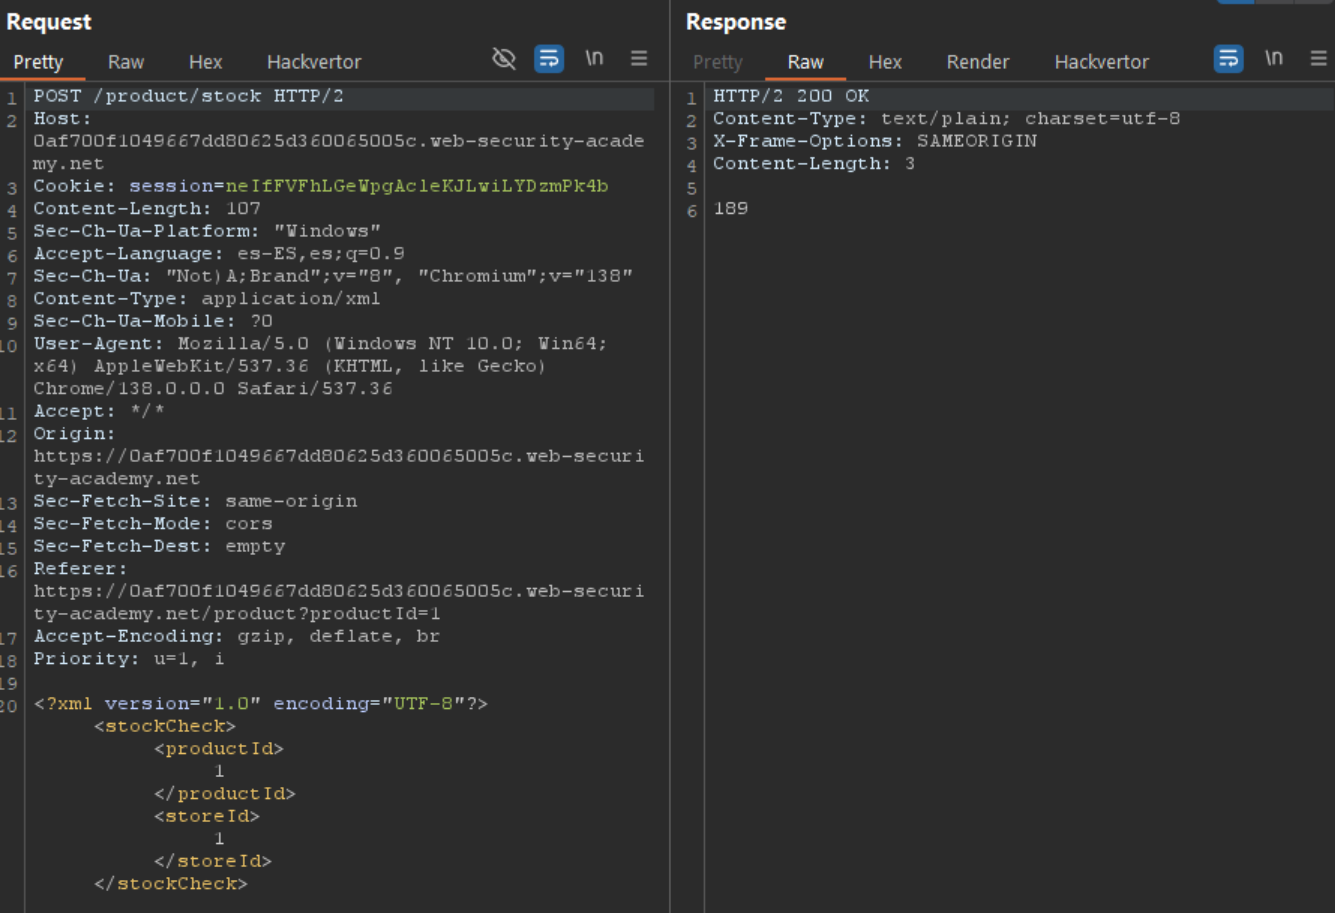 Request
Pretty Raw Hex Hackvertor \n
1 POST /product/stock HTTP/2
2 Host:
0af700f1049667dd80625d360065005c.web-security-acade
my.net
3 Cookie: session=neIfFVFhLGeWpgAcleKJLwiLYDzmPk4b
4 Content-Length: 107
5 Sec-Ch-Ua-Platform: "Windows"
6 Accept-Language: es-ES,es;q=0.9
7 Sec-Ch-Ua: "Not)A;Brand";v="8", "Chromium";v="138"
8 Content-Type: application/xml
9 Sec-Ch-Ua-Mobile: ?0
10 User-Agent: Mozilla/5.0 (Windows NT 10.0; Win64;
x64) AppleWebKit/537.36 (KHTML, like Gecko)
Chrome/138.0.0.0 Safari/537.36
11 Accept: */*
12 Origin:
https://0af700f1049667dd80625d360065005c.web-securi
ty-academy.net
13 Sec-Fetch-Site: same-origin
14 Sec-Fetch-Mode: cors
15 Sec-Fetch-Dest: empty
16 Referer:
https://0af700f1049667dd80625d360065005c.web-securi
ty-academy.net/product?productId=1
17 Accept-Encoding: gzip, deflate, br
18 Priority: u=1, i
19
20 <?xml version="1.0" encoding="UTF-8"?>
<stockCheck>
<productId>
1
</productId>
<storeId>
1
</storeId>
</stockCheck>
Response
Pretty Raw Hex Render Hackvertor \n
1 HTTP/2 200 OK
2 Content-Type: text/plain; charset=utf-8
3 X-Frame-Options: SAMEORIGIN
4 Content-Length: 3
5
6 189